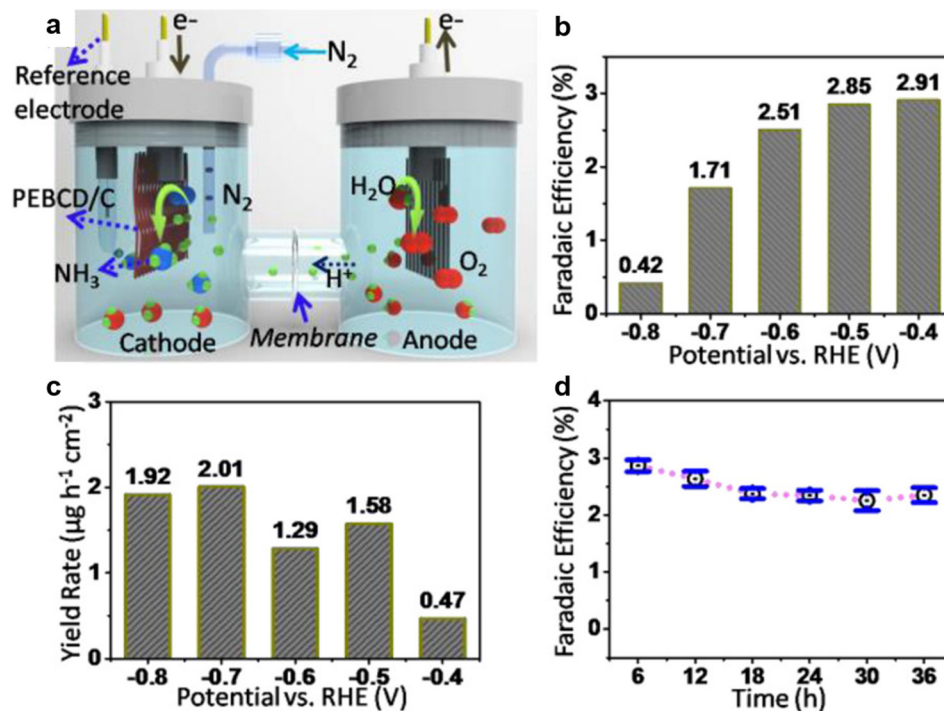 a
e-
e-
N₂
Reference
electrode
PEBCD/C
N₂
H₂O
NH₃
H⁺
O₂
Cathode
Membrane
Anode
b
Faradaic Efficiency (%)
3
2
1
0
0.42
1.71
2.51
2.85
2.91
-0.8
-0.7
-0.6
-0.5
-0.4
Potential vs. RHE (V)
c
Yield Rate (µg h⁻¹ cm⁻²)
3
2
1
0
1.92
2.01
1.29
1.58
0.47
-0.8
-0.7
-0.6
-0.5
-0.4
Potential vs. RHE (V)
d
Faradaic Efficiency (%)
4
3
2
1
0
6
12
18
24
30
36
Time (h)